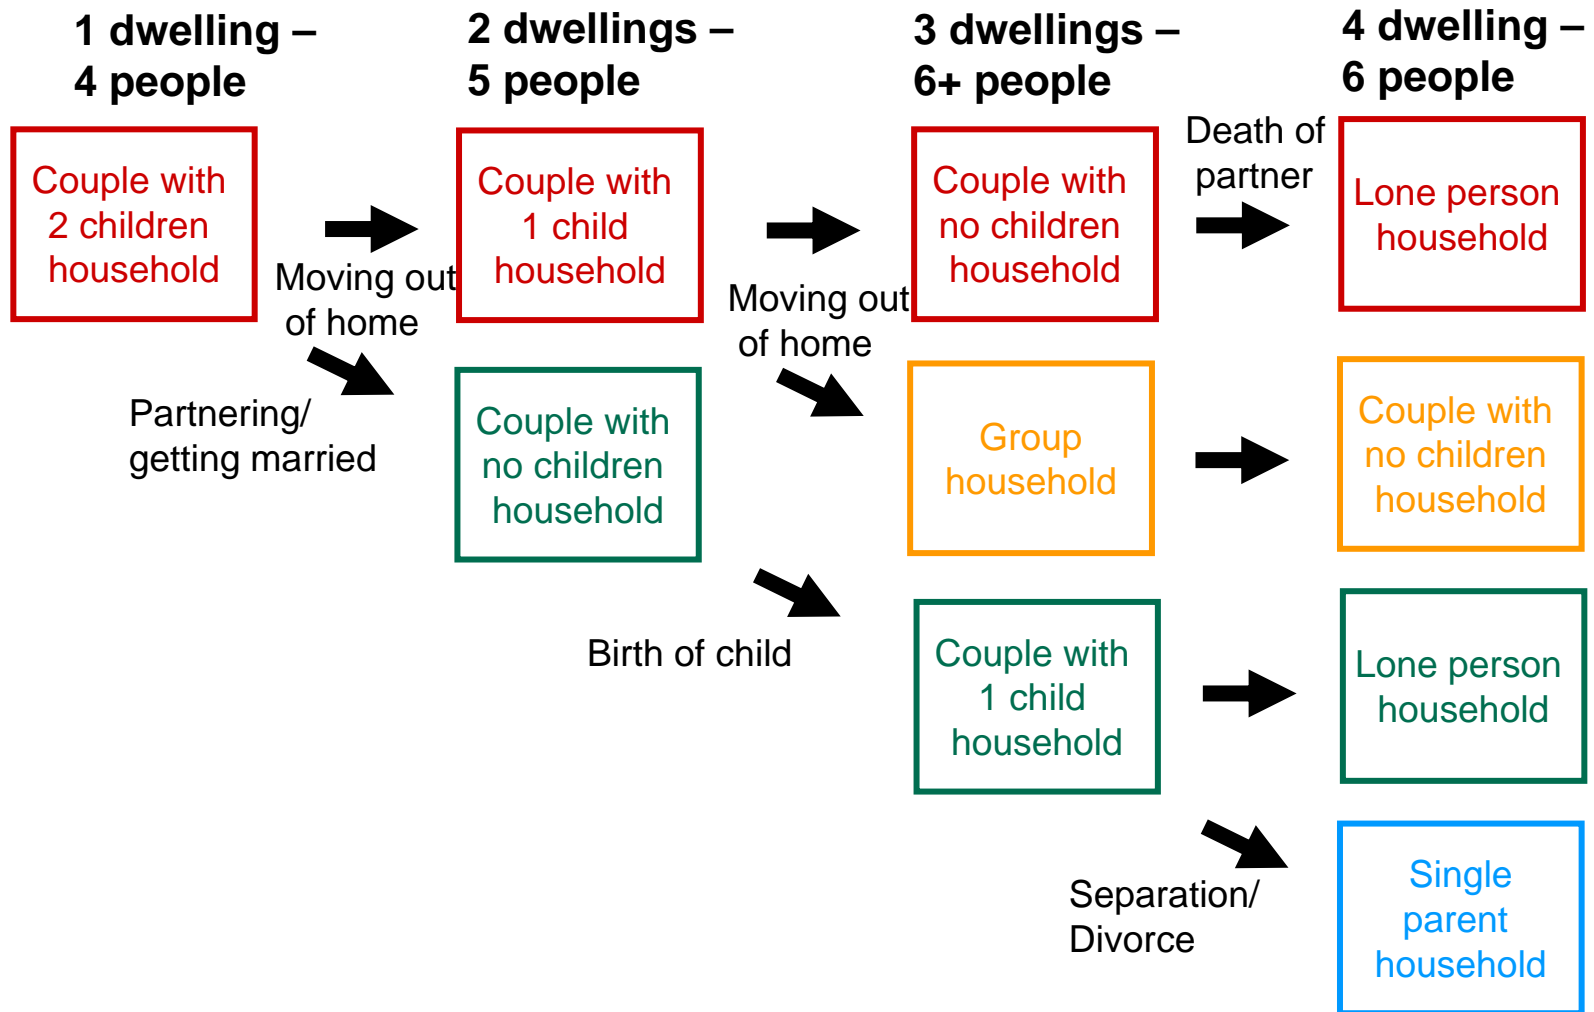 1 dwelling –
4 people
2 dwellings –
5 people
3 dwellings –
6+ people
4 dwelling –
6 people
Couple with
2 children
household
Moving out
of home
Partnering/
getting married
Couple with
1 child
household
Couple with
no children
household
Moving out
of home
Birth of child
Couple with
no children
household
Group
household
Couple with
1 child
household
Death of
partner
Separation/
Divorce
Lone person
household
Couple with
no children
household
Lone person
household
Single
parent
household